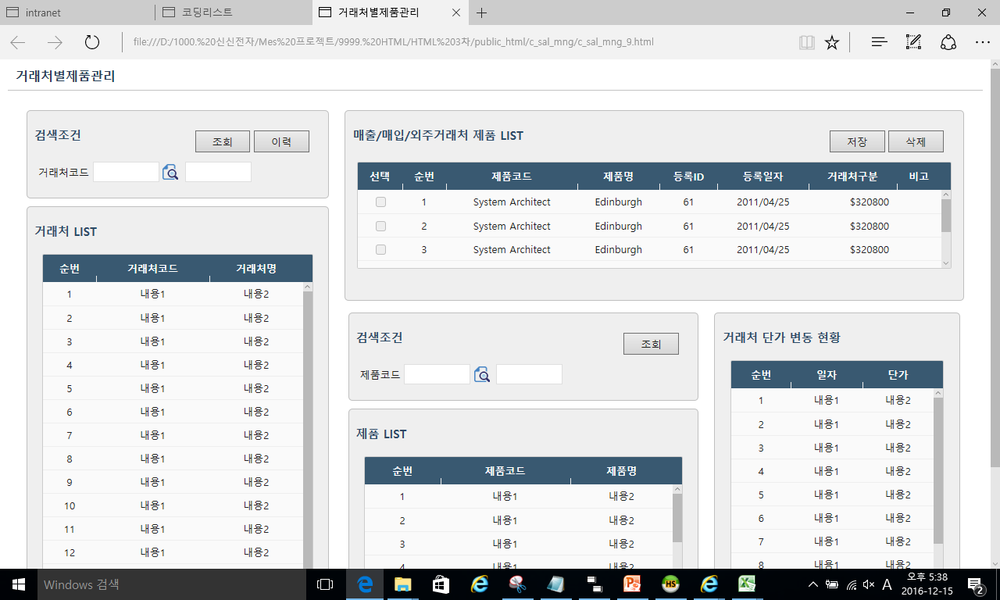 intranet
코딩리스트
거래처별제품관리
file:///D:/1000.%20신신전자/Mes%20프로젝트/9999.%20HTML/HTML%203차/public_html/c_sal_mng/c_sal_mng_9.html
거래처별제품관리
검색조건
조회 이력
거래처코드
거래처 LIST
순번 거래처코드 거래처명
1 내용1 내용2
2 내용1 내용2
3 내용1 내용2
4 내용1 내용2
5 내용1 내용2
6 내용1 내용2
7 내용1 내용2
8 내용1 내용2
9 내용1 내용2
10 내용1 내용2
11 내용1 내용2
12 내용1 내용2
매출/매입/외주거래처 제품 LIST
저장 삭제
선택 순번 제품코드 제품명 등록ID 등록일자 거래처구분 비고
1 System Architect Edinburgh 61 2011/04/25 $320800
2 System Architect Edinburgh 61 2011/04/25 $320800
3 System Architect Edinburgh 61 2011/04/25 $320800
검색조건
조회
제품코드
제품 LIST
순번 제품코드 제품명
1 내용1 내용2
2 내용1 내용2
3 내용1 내용2
4 내용1 내용2
거래처 단가 변동 현황
순번 일자 단가
1 내용1 내용2
2 내용1 내용2
3 내용1 내용2
4 내용1 내용2
5 내용1 내용2
6 내용1 내용2
7 내용1 내용2
8 내용1 내용2
Windows 검색
HS
A
오후 5:38
2016-12-15
2